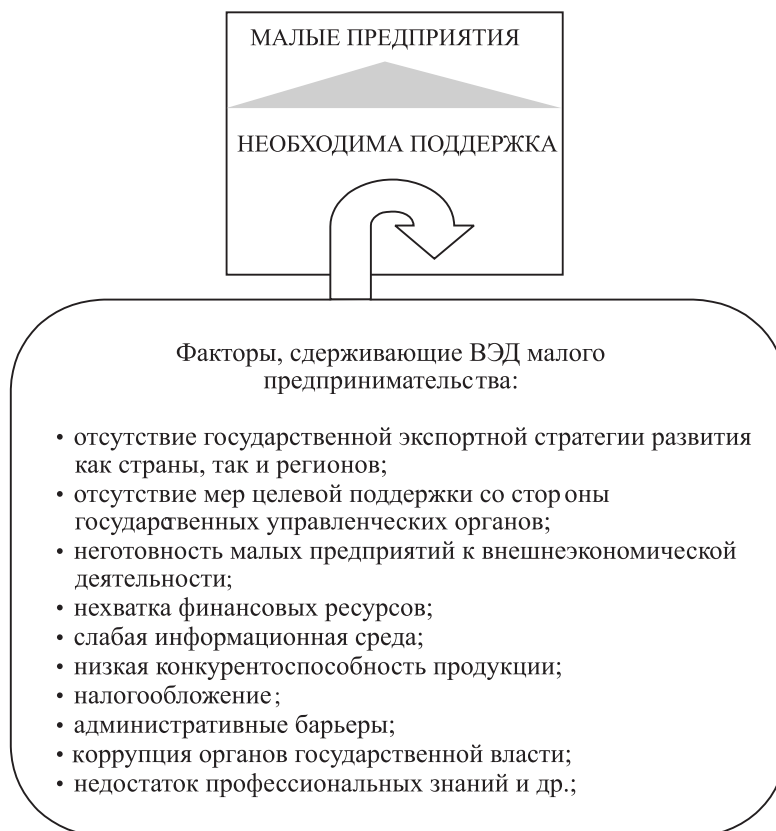 МАЛЫЕ ПРЕДПРИЯТИЯ
НЕОБХОДИМА ПОДДЕРЖКА
Факторы, сдерживающие ВЭД малого
предпринимательства:
• отсутствие государственной экспортной стратегии развития
как страны, так и регионов;
• отсутствие мер целевой поддержки со стор оны
государственных управленческих органов;
• неготовность малых предприятий к внешнеэкономической
деятельности;
• нехватка финансовых ресурсов;
• слабая информационная среда;
• низкая конкурентоспособность продукции;
• налогообложение;
• административные барьеры;
• коррупция органов государственной власти;
• недостаток профессиональных знаний и др.;